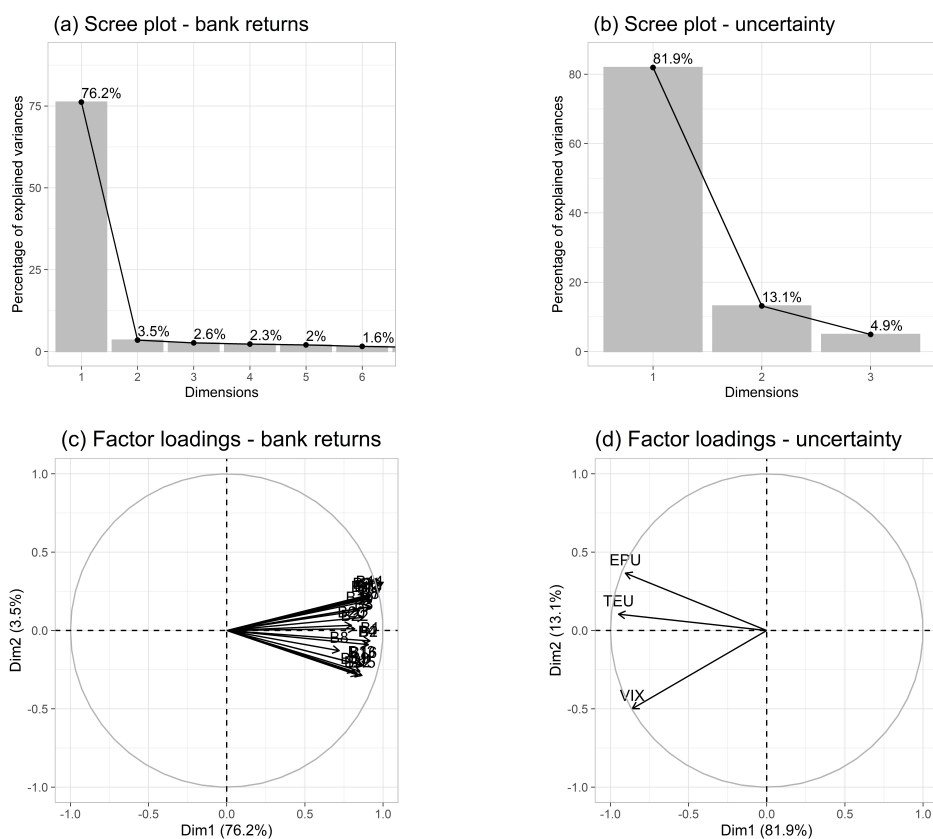 (a) Scree plot - bank returns
Percentage of explained variances
75
50
25
0
76.2%
3.5%
2.6%
2.3%
2%
1.6%
1 2 3 4 5 6
Dimensions
(b) Scree plot - uncertainty
Percentage of explained variances
80
60
40
20
0
81.9%
13.1%
4.9%
1 2 3
Dimensions
(c) Factor loadings - bank returns
Dim2 (3.5%)
1.0
0.5
0.0
-0.5
-1.0
B8
-1.0 -0.5 0.0 0.5 1.0
Dim1 (76.2%)
(d) Factor loadings - uncertainty
Dim2 (13.1%)
1.0
0.5
0.0
-0.5
-1.0
EPU
TEU
VIX
-1.0 -0.5 0.0 0.5 1.0
Dim1 (81.9%)